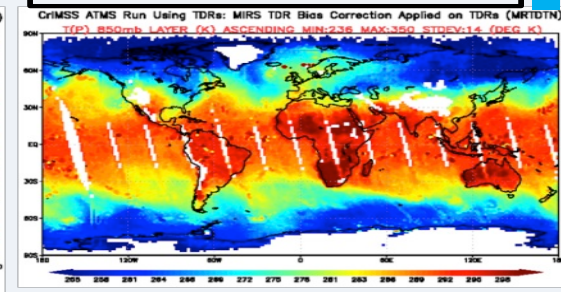 CrIMSS ATMS Run Using TDRs: MIRS TDR Bias Correction Applied on TDRs (MRTDTN)
T(P) 850mb LAYER (K) ASCENDING MIN:236 MAX:350 STDEV:14 (DEG K)
90N
60N
30N
EQ
30S
60S
90S
180 120W 60W 0 60E 120E 180
255 258 261 264 266 269 272 275 278 281 283 286 289 292 295 298